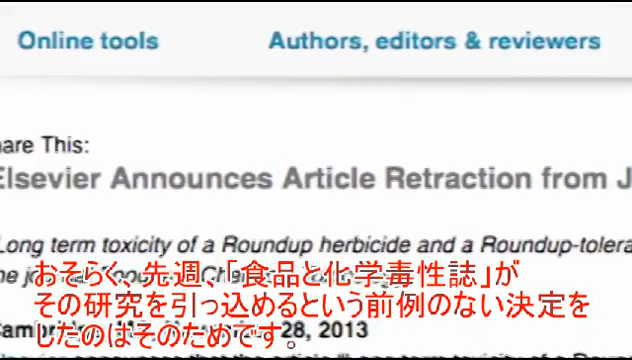 Online tools Authors, editors & reviewers
are This:
Elsevier Announces Article Retraction from J
Long term toxicity of a Roundup herbicide and a Roundup-tolera
おそらく、先週、「食品と化学毒性誌」が
その研究を引っ込めるという前例のない決定を
28, 2013
したのはそのためです。